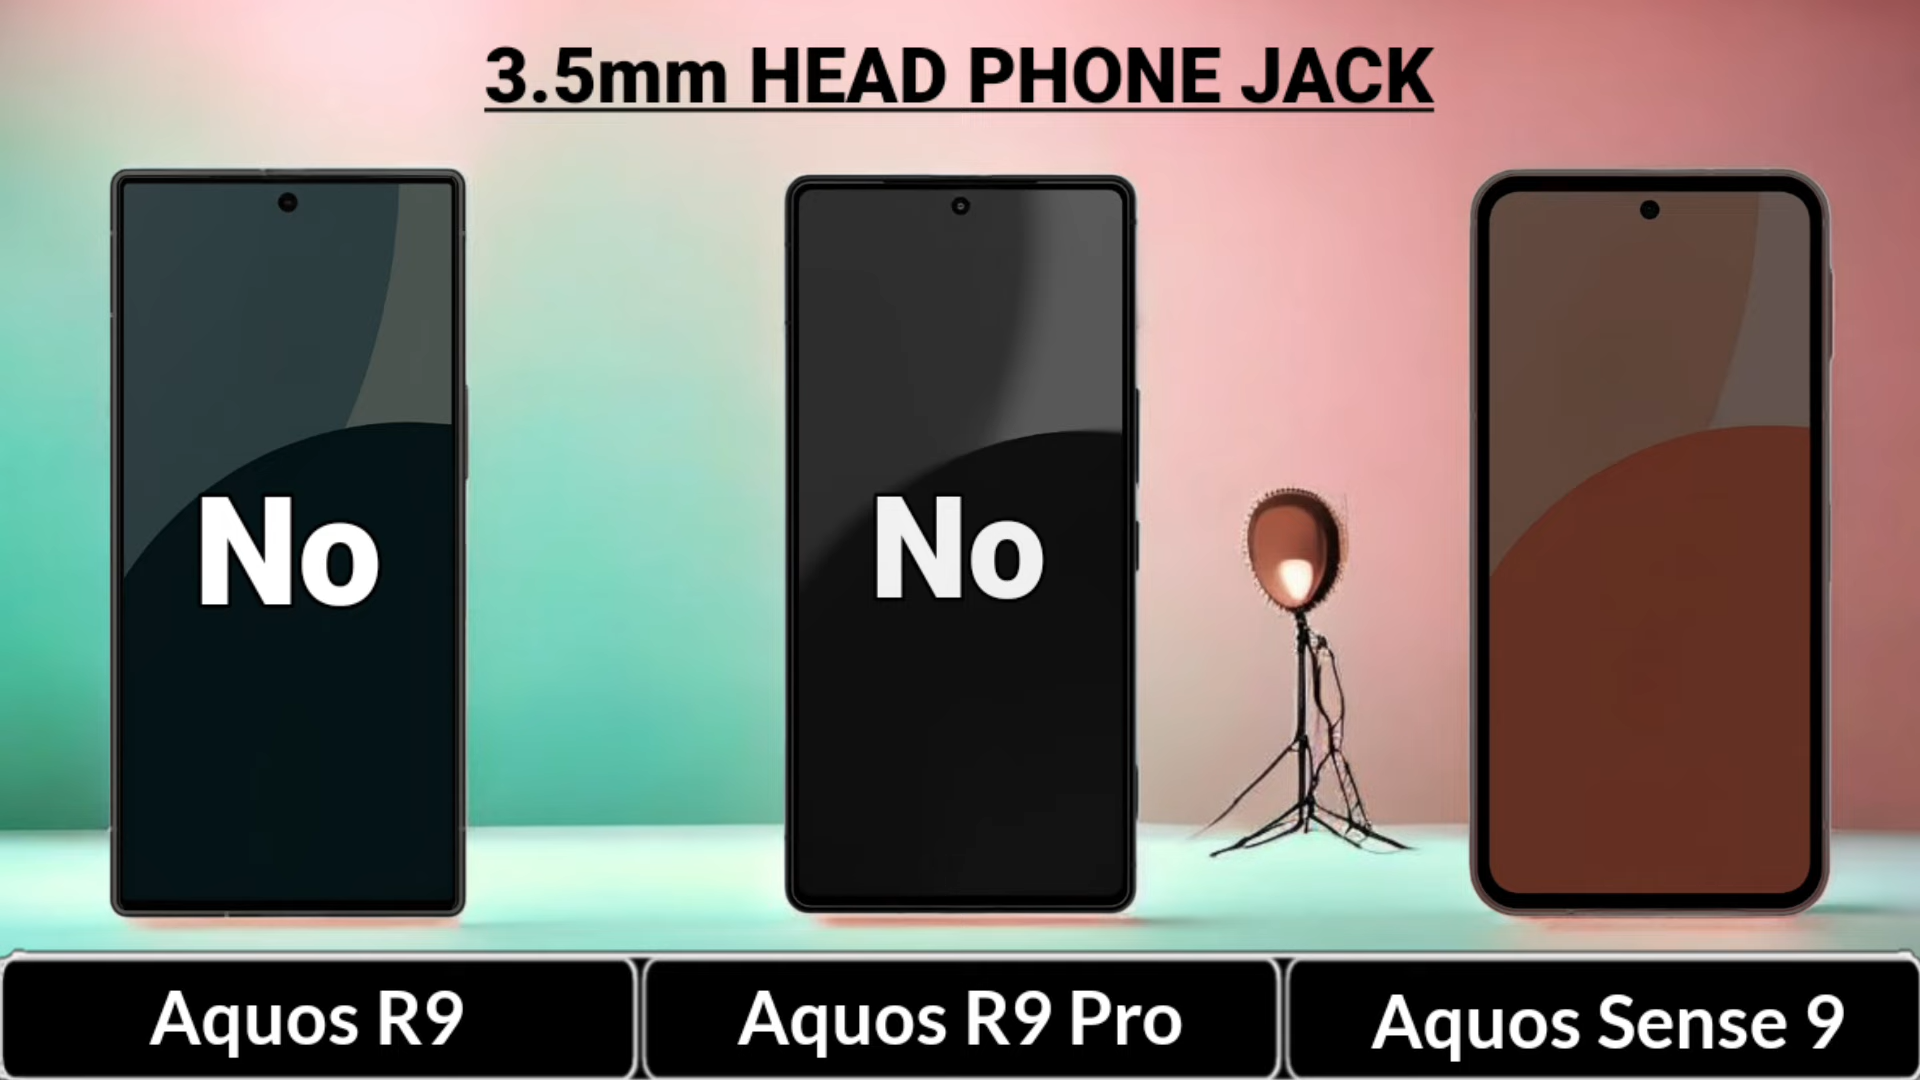 3.5mm HEAD PHONE JACK
No
No
Aquos R9
Aquos R9 Pro
Aquos Sense 9